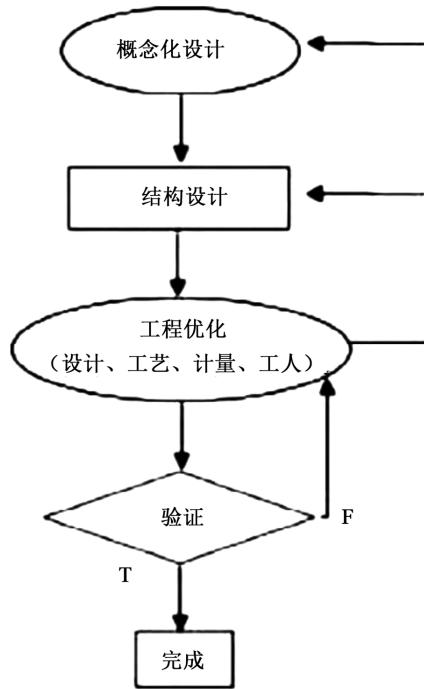 概念化设计
结构设计
工程优化
（设计、工艺、计量、工人）
验证
F
T
完成